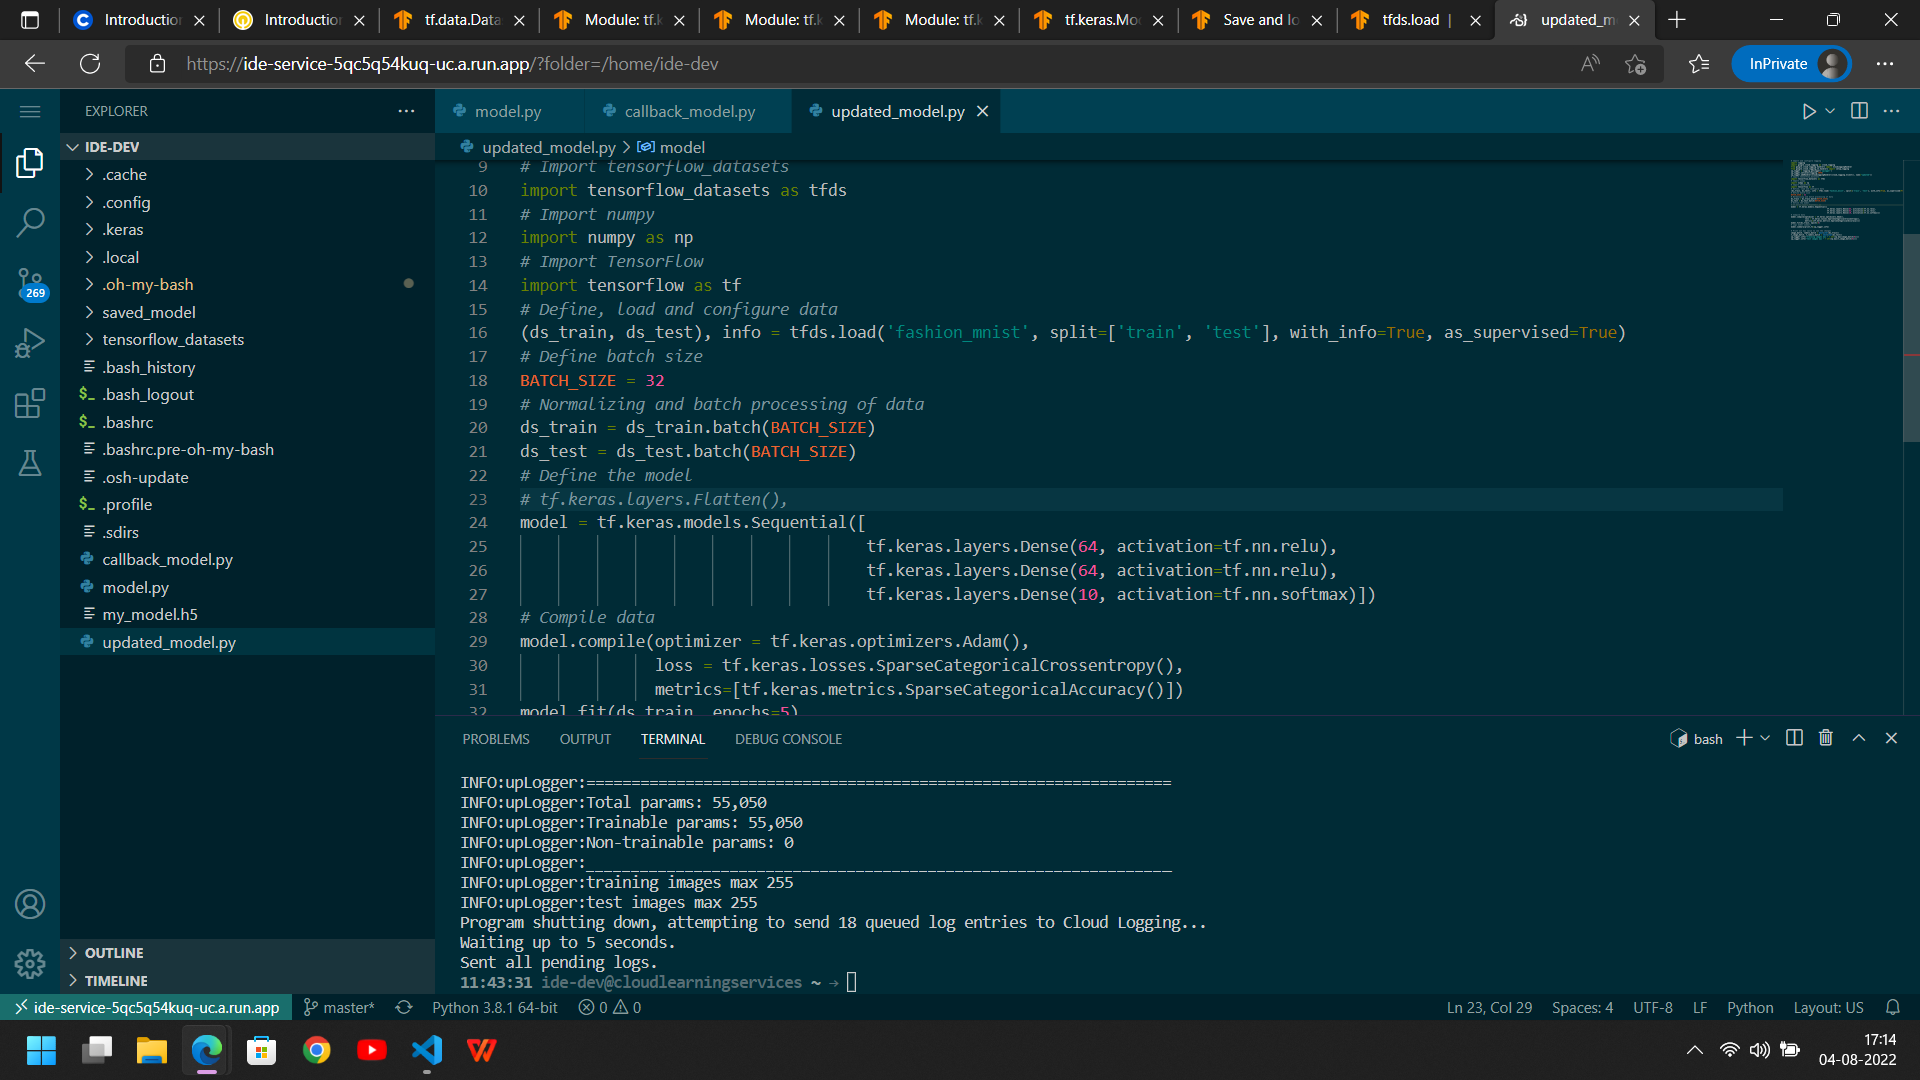 Introduction
Introduction
tf.data.Data
Module: tf.k
Module: tf.k
Module: tf.k
tf.keras.Mo
Save and lo
tfds.load |
updated_m
https://ide-service-5qc5q54kuq-uc.a.run.app/?folder=/home/ide-dev
InPrivate
EXPLORER
IDE-DEV
.cache
.config
.keras
.local
.oh-my-bash
saved_model
tensorflow_datasets
.bash_history
.bash_logout
.bashrc
.bashrc.pre-oh-my-bash
.osh-update
.profile
.sdirs
callback_model.py
model.py
my_model.h5
updated_model.py
OUTLINE
TIMELINE
269
model.py
callback_model.py
updated_model.py
updated_model.py > model
9 # Import tensorflow_datasets
10 import tensorflow_datasets as tfds
11 # Import numpy
12 import numpy as np
13 # Import TensorFlow
14 import tensorflow as tf
15 # Define, load and configure data
16 (ds_train, ds_test), info = tfds.load('fashion_mnist', split=['train', 'test'], with_info=True, as_supervised=True)
17 # Define batch size
18 BATCH_SIZE = 32
19 # Normalizing and batch processing of data
20 ds_train = ds_train.batch(BATCH_SIZE)
21 ds_test = ds_test.batch(BATCH_SIZE)
22 # Define the model
23 # tf.keras.layers.Flatten(),
24 model = tf.keras.models.Sequential([
25 tf.keras.layers.Dense(64, activation=tf.nn.relu),
26 tf.keras.layers.Dense(64, activation=tf.nn.relu),
27 tf.keras.layers.Dense(10, activation=tf.nn.softmax)])
28 # Compile data
29 model.compile(optimizer = tf.keras.optimizers.Adam(),
30 loss = tf.keras.losses.SparseCategoricalCrossentropy(),
31 metrics=[tf.keras.metrics.SparseCategoricalAccuracy()])
32 model.fit(ds_train, epochs=5)
PROBLEMS OUTPUT TERMINAL DEBUG CONSOLE
bash
INFO:upLogger:=================================================================
INFO:upLogger:Total params: 55,050
INFO:upLogger:Trainable params: 55,050
INFO:upLogger:Non-trainable params: 0
INFO:upLogger:_________________________________________________________________
INFO:upLogger:training images max 255
INFO:upLogger:test images max 255
Program shutting down, attempting to send 18 queued log entries to Cloud Logging...
Waiting up to 5 seconds.
Sent all pending logs.
11:43:31 ide-dev@cloudlearningservices ~ →
ide-service-5qc5q54kuq-uc.a.run.app master* Python 3.8.1 64-bit 0 0 Ln 23, Col 29 Spaces: 4 UTF-8 LF Python Layout: US
17:14
04-08-2022